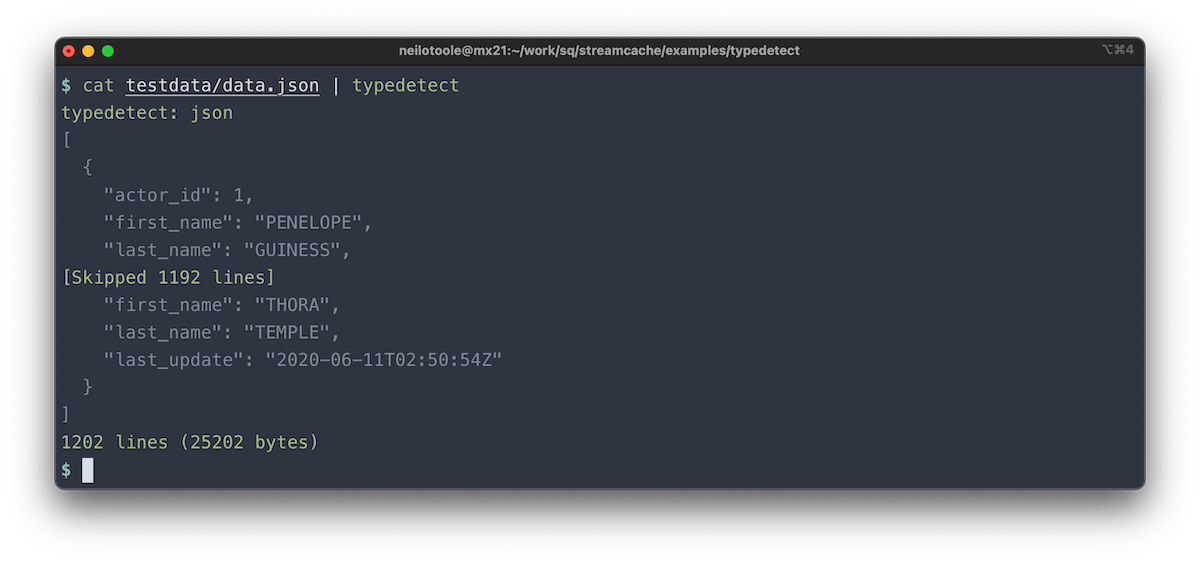 neilotoole@mx21:~/work/sq/streamcache/examples/typedetect
⌥⌘4
$ cat testdata/data.json | typedetect
typedetect: json
[
  {
    "actor_id": 1,
    "first_name": "PENELOPE",
    "last_name": "GUINESS",
[Skipped 1192 lines]
    "first_name": "THORA",
    "last_name": "TEMPLE",
    "last_update": "2020-06-11T02:50:54Z"
  }
]
1202 lines (25202 bytes)
$